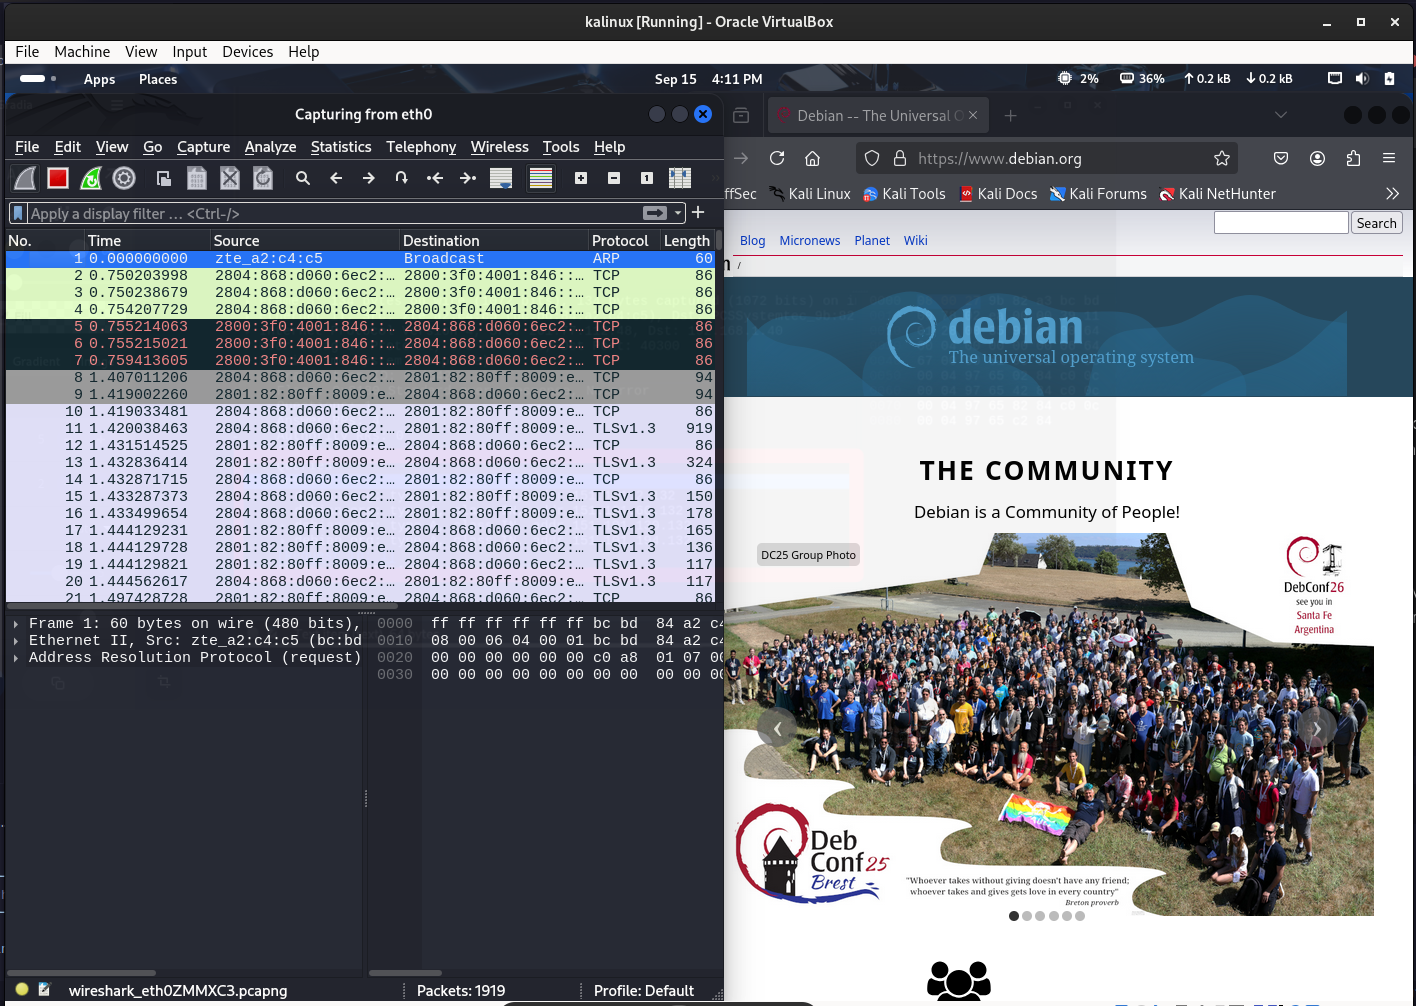 kalinux [Running] - Oracle VirtualBox
File Machine View Input Devices Help
Apps Places
Sep 15 4:11 PM
2% 36% 0.2 kB 0.2 kB
Capturing from eth0
File Edit View Go Capture Analyze Statistics Telephony Wireless Tools Help
Apply a display filter … <Ctrl-/>
No. Time Source Destination Protocol Length
1 0.000000000 zte_a2:c4:c5 Broadcast ARP 60
2 0.750203998 2804:868:d060:6ec2:… 2800:3f0:4001:846::… TCP 86
3 0.750238679 2804:868:d060:6ec2:… 2800:3f0:4001:846::… TCP 86
4 0.754207729 2804:868:d060:6ec2:… 2800:3f0:4001:846::… TCP 86
5 0.755214063 2800:3f0:4001:846::… 2804:868:d060:6ec2:… TCP 86
6 0.755215021 2800:3f0:4001:846::… 2804:868:d060:6ec2:… TCP 86
7 0.759413605 2800:3f0:4001:846::… 2804:868:d060:6ec2:… TCP 86
8 1.407011206 2804:868:d060:6ec2:… 2801:82:80ff:8009:e… TCP 94
9 1.419002260 2801:82:80ff:8009:e… 2804:868:d060:6ec2:… TCP 94
10 1.419033481 2804:868:d060:6ec2:… 2801:82:80ff:8009:e… TCP 86
11 1.420038463 2804:868:d060:6ec2:… 2801:82:80ff:8009:e… TLSv1.3 919
12 1.431514525 2801:82:80ff:8009:e… 2804:868:d060:6ec2:… TCP 86
13 1.432836414 2801:82:80ff:8009:e… 2804:868:d060:6ec2:… TLSv1.3 324
14 1.432871715 2804:868:d060:6ec2:… 2801:82:80ff:8009:e… TCP 86
15 1.433287373 2804:868:d060:6ec2:… 2801:82:80ff:8009:e… TLSv1.3 150
16 1.433499654 2804:868:d060:6ec2:… 2801:82:80ff:8009:e… TLSv1.3 178
17 1.444129231 2801:82:80ff:8009:e… 2804:868:d060:6ec2:… TLSv1.3 165
18 1.444129728 2801:82:80ff:8009:e… 2804:868:d060:6ec2:… TLSv1.3 136
19 1.444129821 2801:82:80ff:8009:e… 2804:868:d060:6ec2:… TLSv1.3 117
20 1.444562617 2804:868:d060:6ec2:… 2801:82:80ff:8009:e… TLSv1.3 117
21 1.497428728 2801:82:80ff:8009:e… 2804:868:d060:6ec2:… TCP 86
Frame 1: 60 bytes on wire (480 bits),
Ethernet II, Src: zte_a2:c4:c5 (bc:bd
Address Resolution Protocol (request)
0000 ff ff ff ff ff ff bc bd 84 a2 c4
0010 08 00 06 04 00 01 bc bd 84 a2 c4
0020 00 00 00 00 00 00 c0 a8 01 07 00
0030 00 00 00 00 00 00 00 00 00 00 00
wireshark_eth0ZMMXC3.pcapng
Packets: 1919
Profile: Default
Debian -- The Universal O
https://www.debian.org
ffSec Kali Linux Kali Tools Kali Docs Kali Forums Kali NetHunter
Search
Blog Micronews Planet Wiki
/
debian
The universal operating system
THE COMMUNITY
Debian is a Community of People!
DC25 Group Photo
DebConf26
see you in
Santa Fe
Argentina
Deb
Conf 25
Brest
"Whoever takes without giving doesn't have any friend;
whoever takes and gives gets love in every country"
Breton proverb